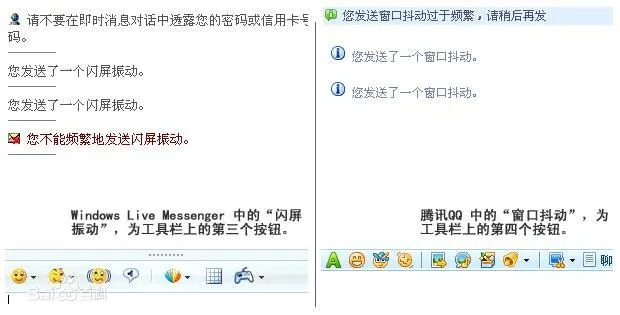 请不要在即时消息对话中透露您的密码或信用卡号
码。
您发送了一个闪屏振动。
您发送了一个闪屏振动。
您不能频繁地发送闪屏振动。
Windows Live Messenger 中的“闪屏
振动”，为工具栏上的第三个按钮。
Baidu百科
您发送窗口抖动过于频繁，请稍后再发
您发送了一个窗口抖动。
您发送了一个窗口抖动。
腾讯QQ 中的“窗口抖动”，为
工具栏上的第四个按钮。
A
聊